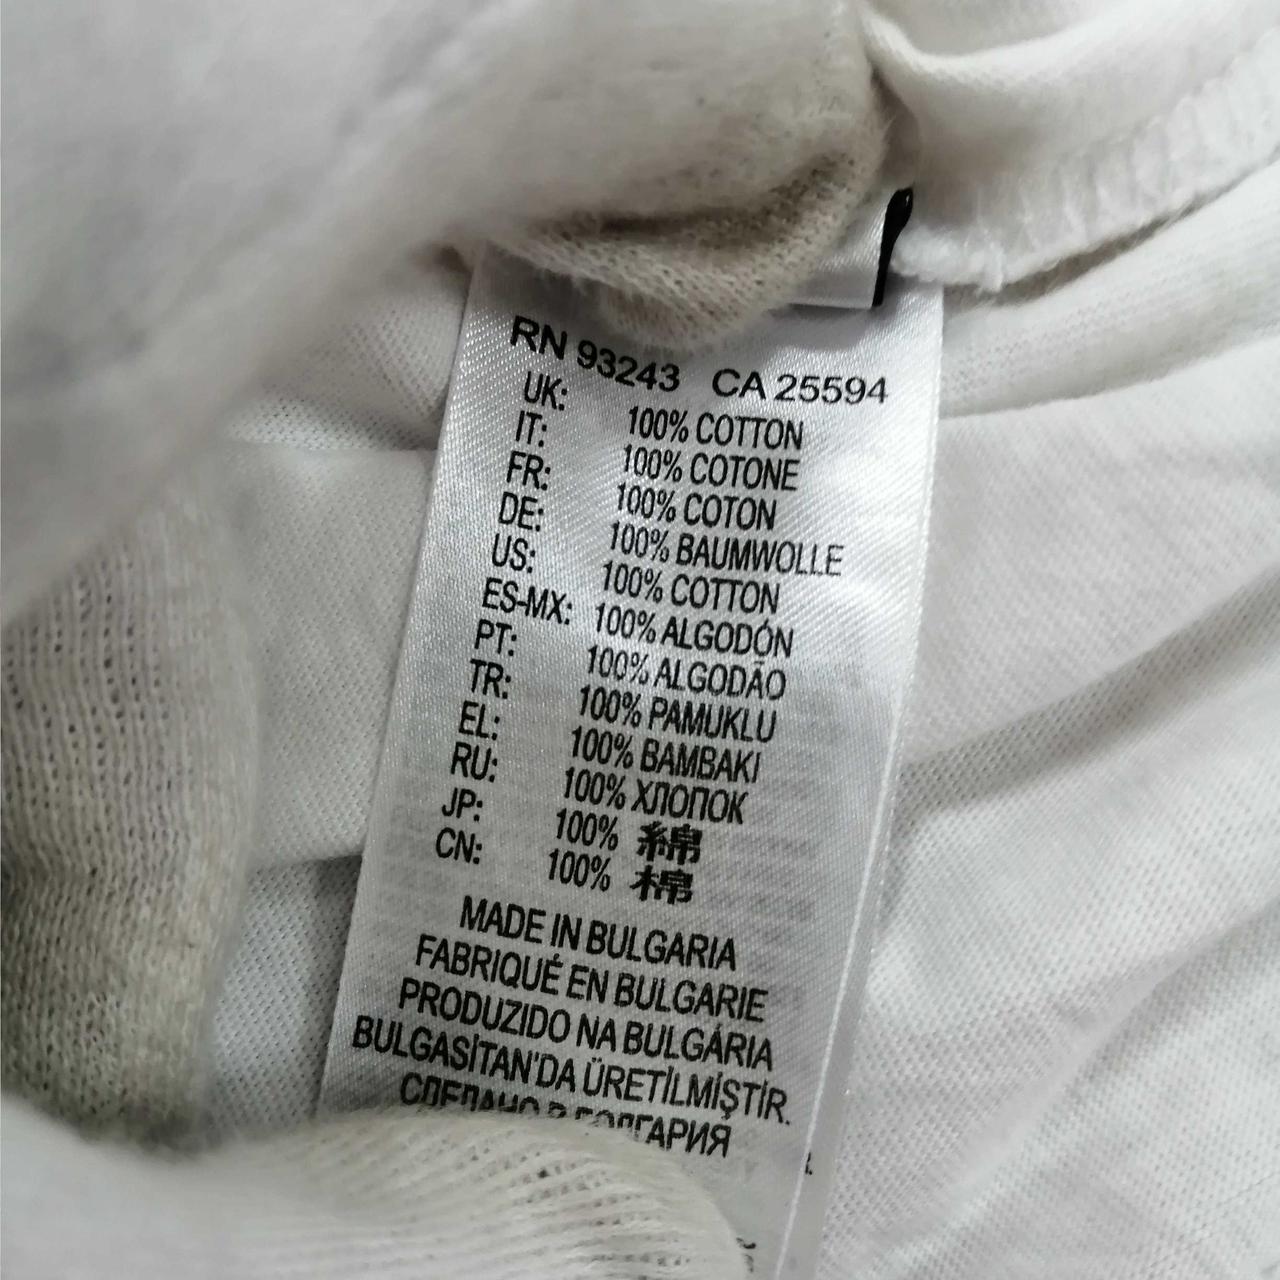 RN 93243 CA 25594
UK: 100% COTTON
IT: 100% COTONE
FR: 100% COTON
DE: 100% BAUMWOLLE
US: 100% COTTON
ES-MX: 100% ALGODÓN
PT: 100% ALGODÃO
TR: 100% PAMUKLU
EL: 100% BAMBAKI
RU: 100% ХЛОПОК
JP: 100% 綿
CN: 100% 棉
MADE IN BULGARIA
FABRIQUÉ EN BULGARIE
PRODUZIDO NA BULGÁRIA
BULGASİTAN'DA ÜRETİLMİŞTİR.
СДЕЛАНО В БОЛГАРИЯ